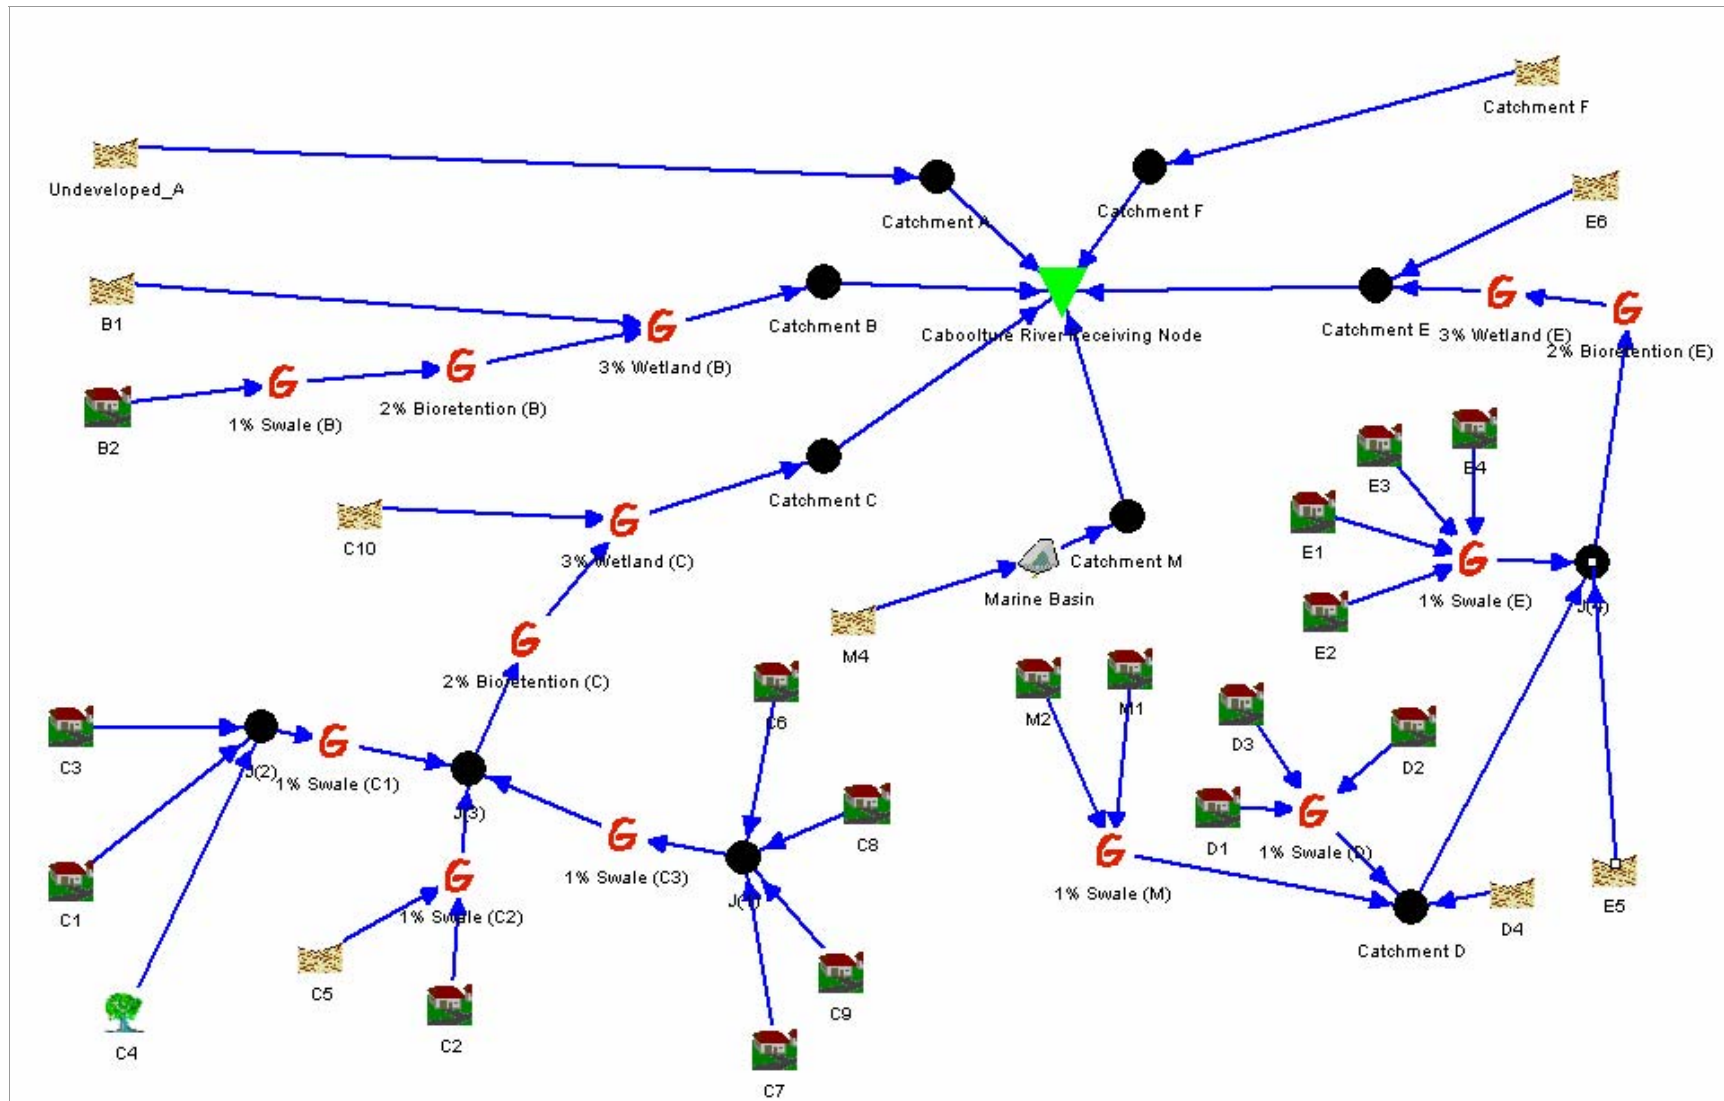 Catchment F
Undeveloped_A
Catchment A
Catchment F
E6
B1
Catchment B
Caboolture River Receiving Node
Catchment E
3% Wetland (E)
2% Bioretention (E)
3% Wetland (B)
2% Bioretention (B)
1% Swale (B)
B2
E3
E4
Catchment C
C10
E1
3% Wetland (C)
Catchment M
Marine Basin
1% Swale (E)
J(4)
M4
E2
2% Bioretention (C)
C6
M2
M1
D3
D2
C3
J(2)
1% Swale (C1)
J(3)
C8
D1
1% Swale (D)
1% Swale (C3)
C1
1% Swale (C2)
J(1)
1% Swale (M)
E5
D4
Catchment D
C5
C9
C4
C2
C7